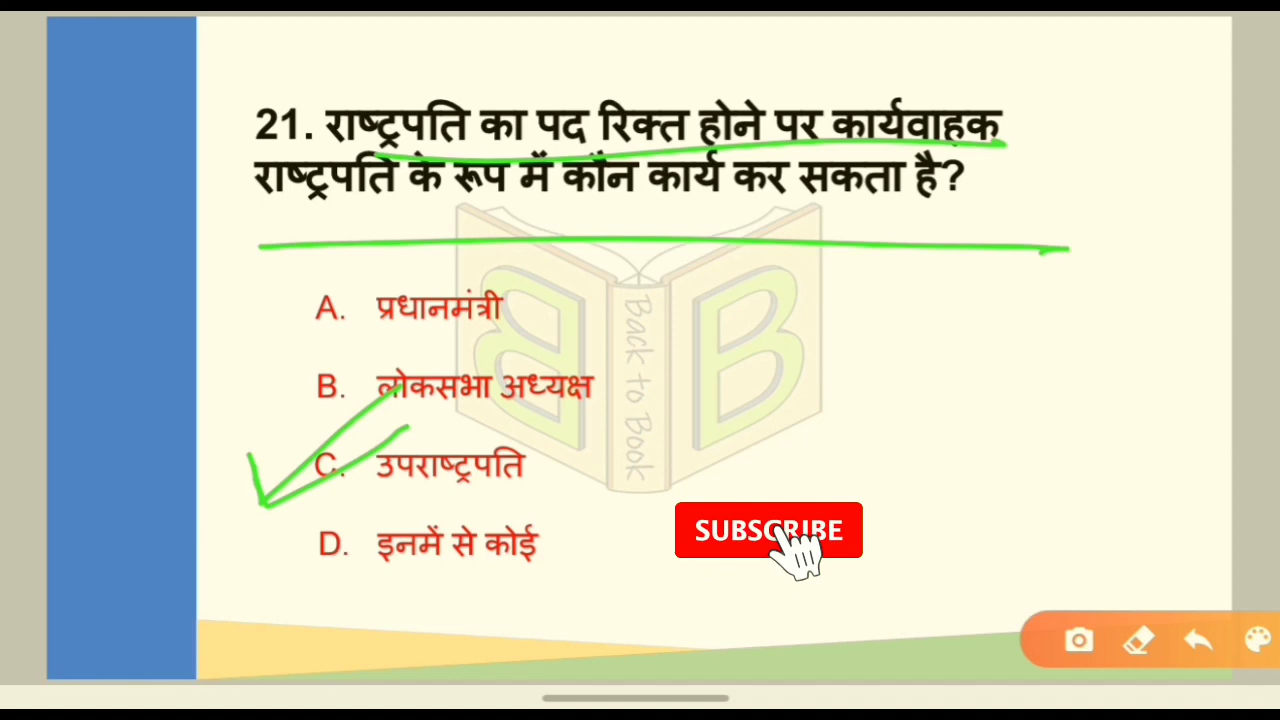 21. राष्ट्रपति का पद रिक्त होने पर कार्यवाहक
राष्ट्रपति के रूप में कौन कार्य कर सकता है?
A. प्रधानमंत्री
B. लोकसभा अध्यक्ष
C. उपराष्ट्रपति
D. इनमें से कोई
B B
Back to Book
SUBSCRIBE